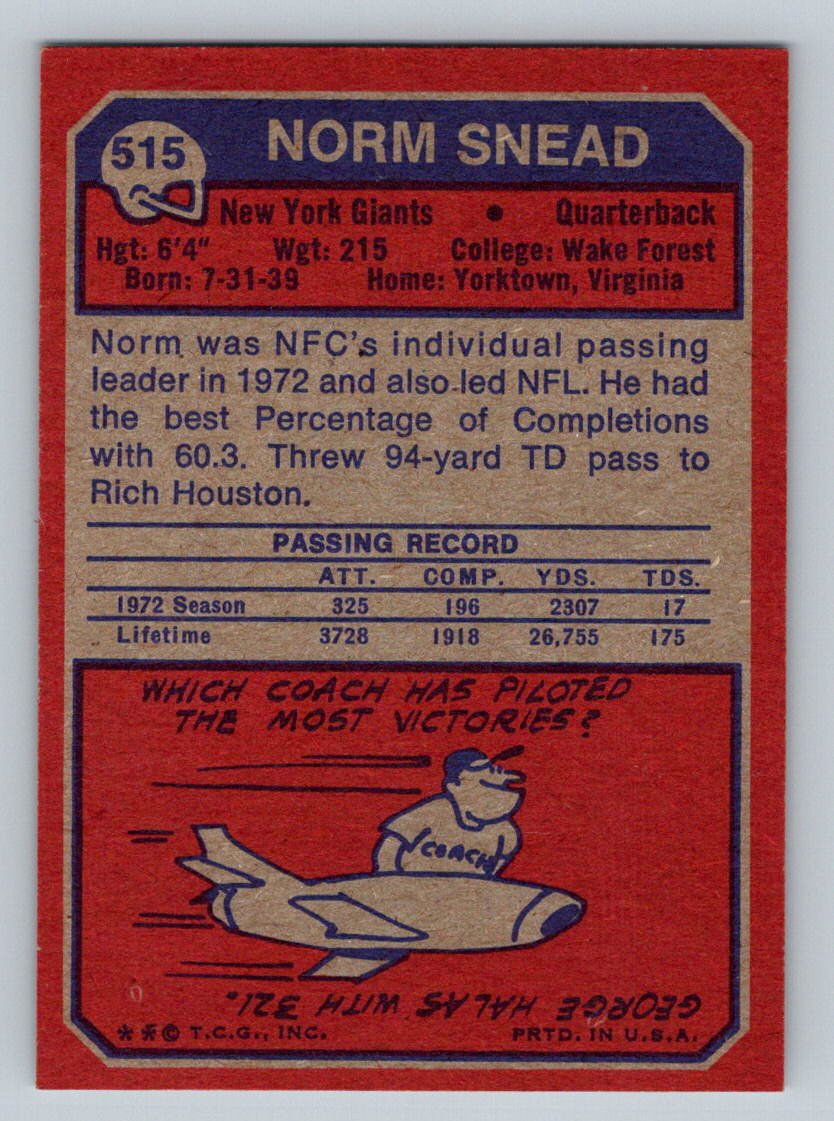 515
NORM SNEAD
New York Giants • Quarterback
Hgt: 6'4" Wgt: 215 College: Wake Forest
Born: 7-31-39 Home: Yorktown, Virginia
Norm was NFC's individual passing
leader in 1972 and also led NFL. He had
the best Percentage of Completions
with 60.3. Threw 94-yard TD pass to
Rich Houston.
PASSING RECORD
ATT. COMP. YDS. TDS.
1972 Season 325 196 2307 17
Lifetime 3728 1918 26,755 175
WHICH COACH HAS PILOTED
THE MOST VICTORIES?
COACH
GEORGE HALAS WITH 321.
**© T.C.G., INC. PRTD. IN U.S.A.